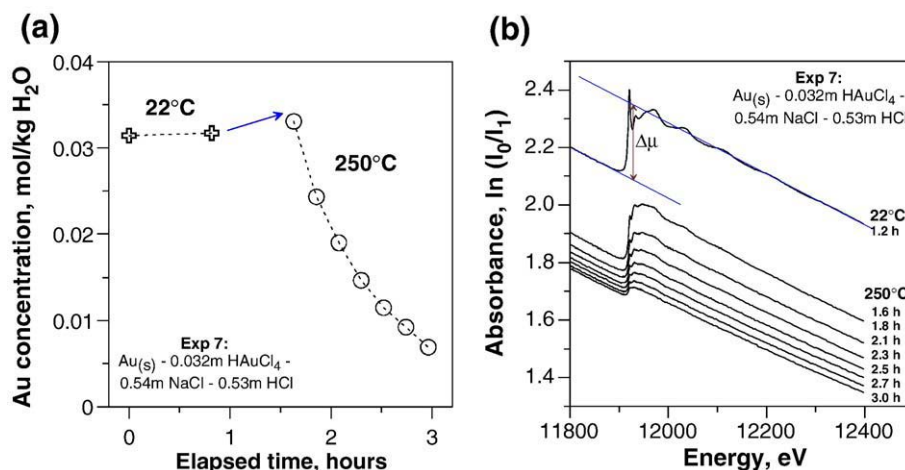 (a)
Au concentration, mol/kg H₂O
0.04
0.03
0.02
0.01
0
22°C
250°C
Exp 7:
Au(s) - 0.032m HAuCl₄ -
0.54m NaCl - 0.53m HCl
0 1 2 3
Elapsed time, hours
(b)
Absorbance, ln (I₀/I₁)
2.4
2.2
2.0
1.8
1.6
1.4
Exp 7:
Au(s) - 0.032m HAuCl₄ -
0.54m NaCl - 0.53m HCl
Δμ
22°C
1.2 h
250°C
1.6 h
1.8 h
2.1 h
2.3 h
2.5 h
2.7 h
3.0 h
11800 12000 12200 12400
Energy, eV